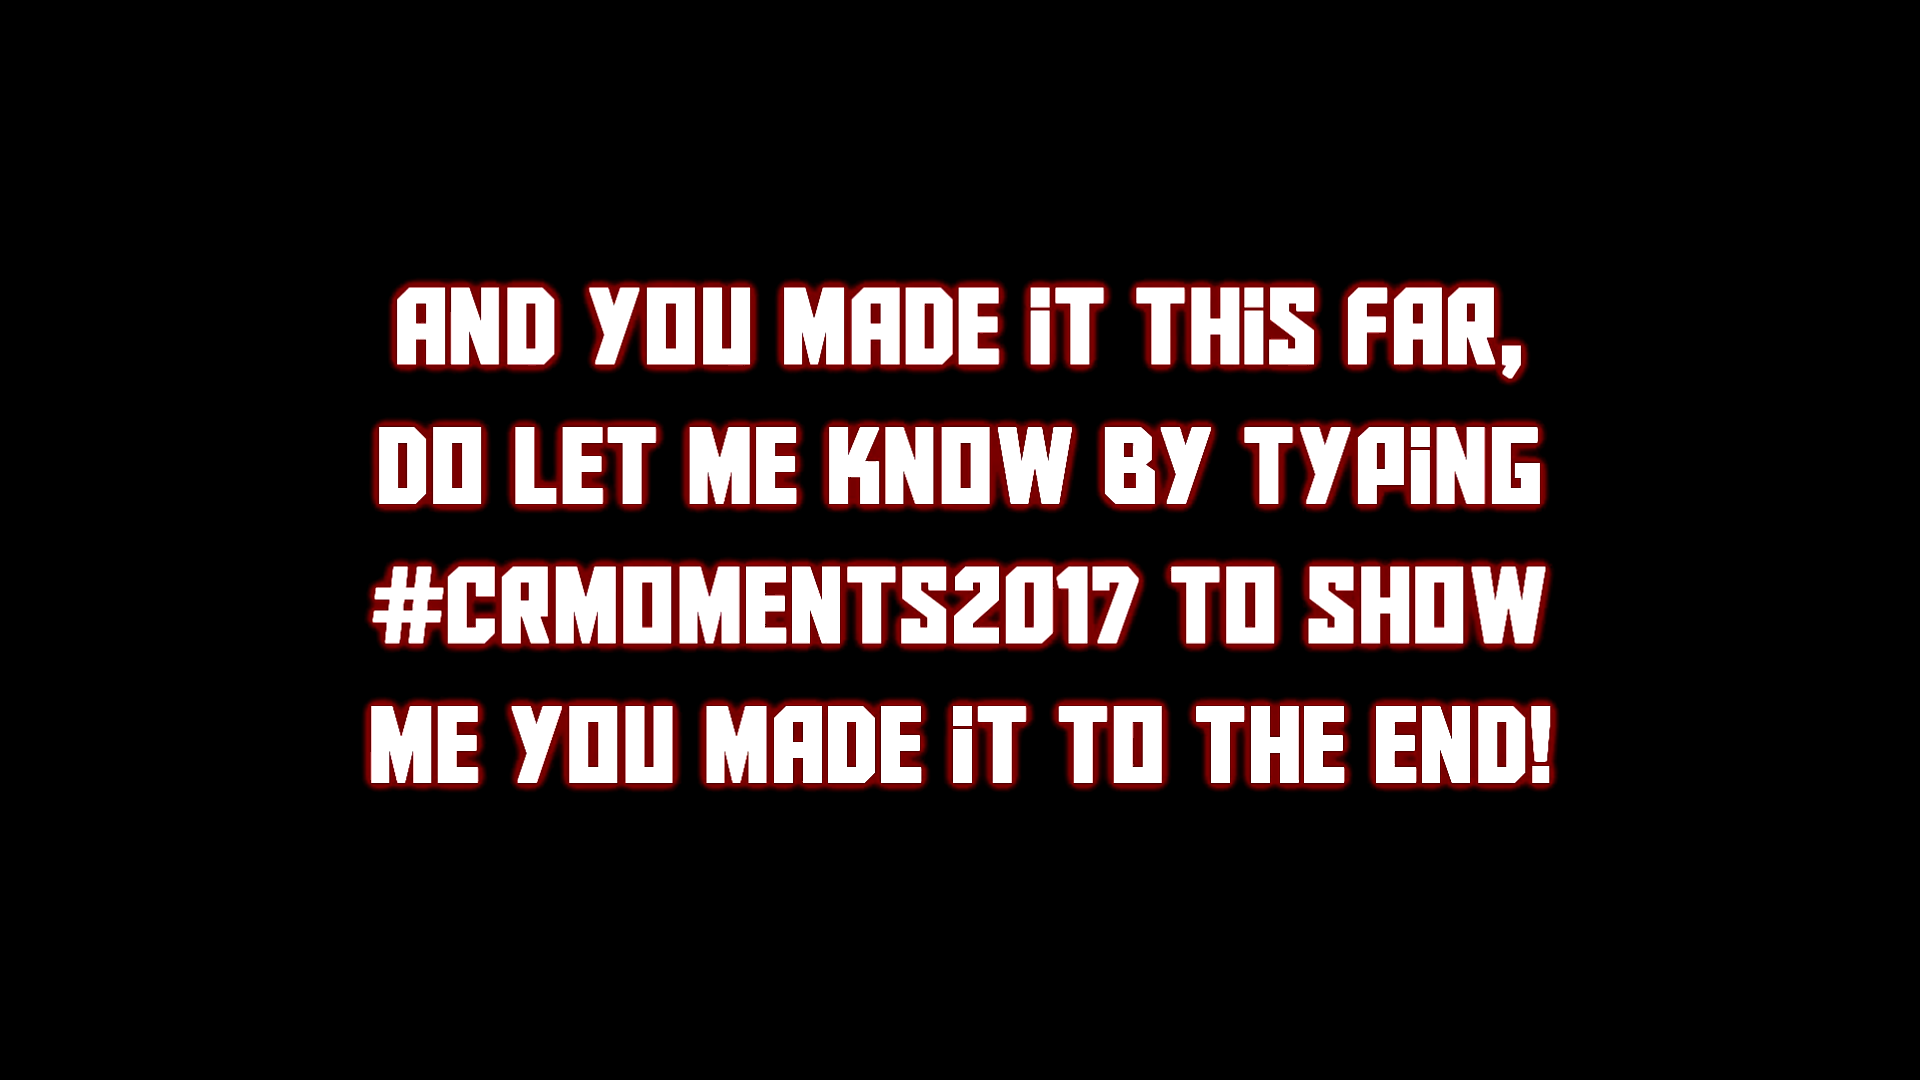 AND YOU MADE iT THiS FAR,
DO LET ME KNOW BY TYPiNG
#CRMOMENTS2017 TO SHOW
ME YOU MADE iT TO THE END!